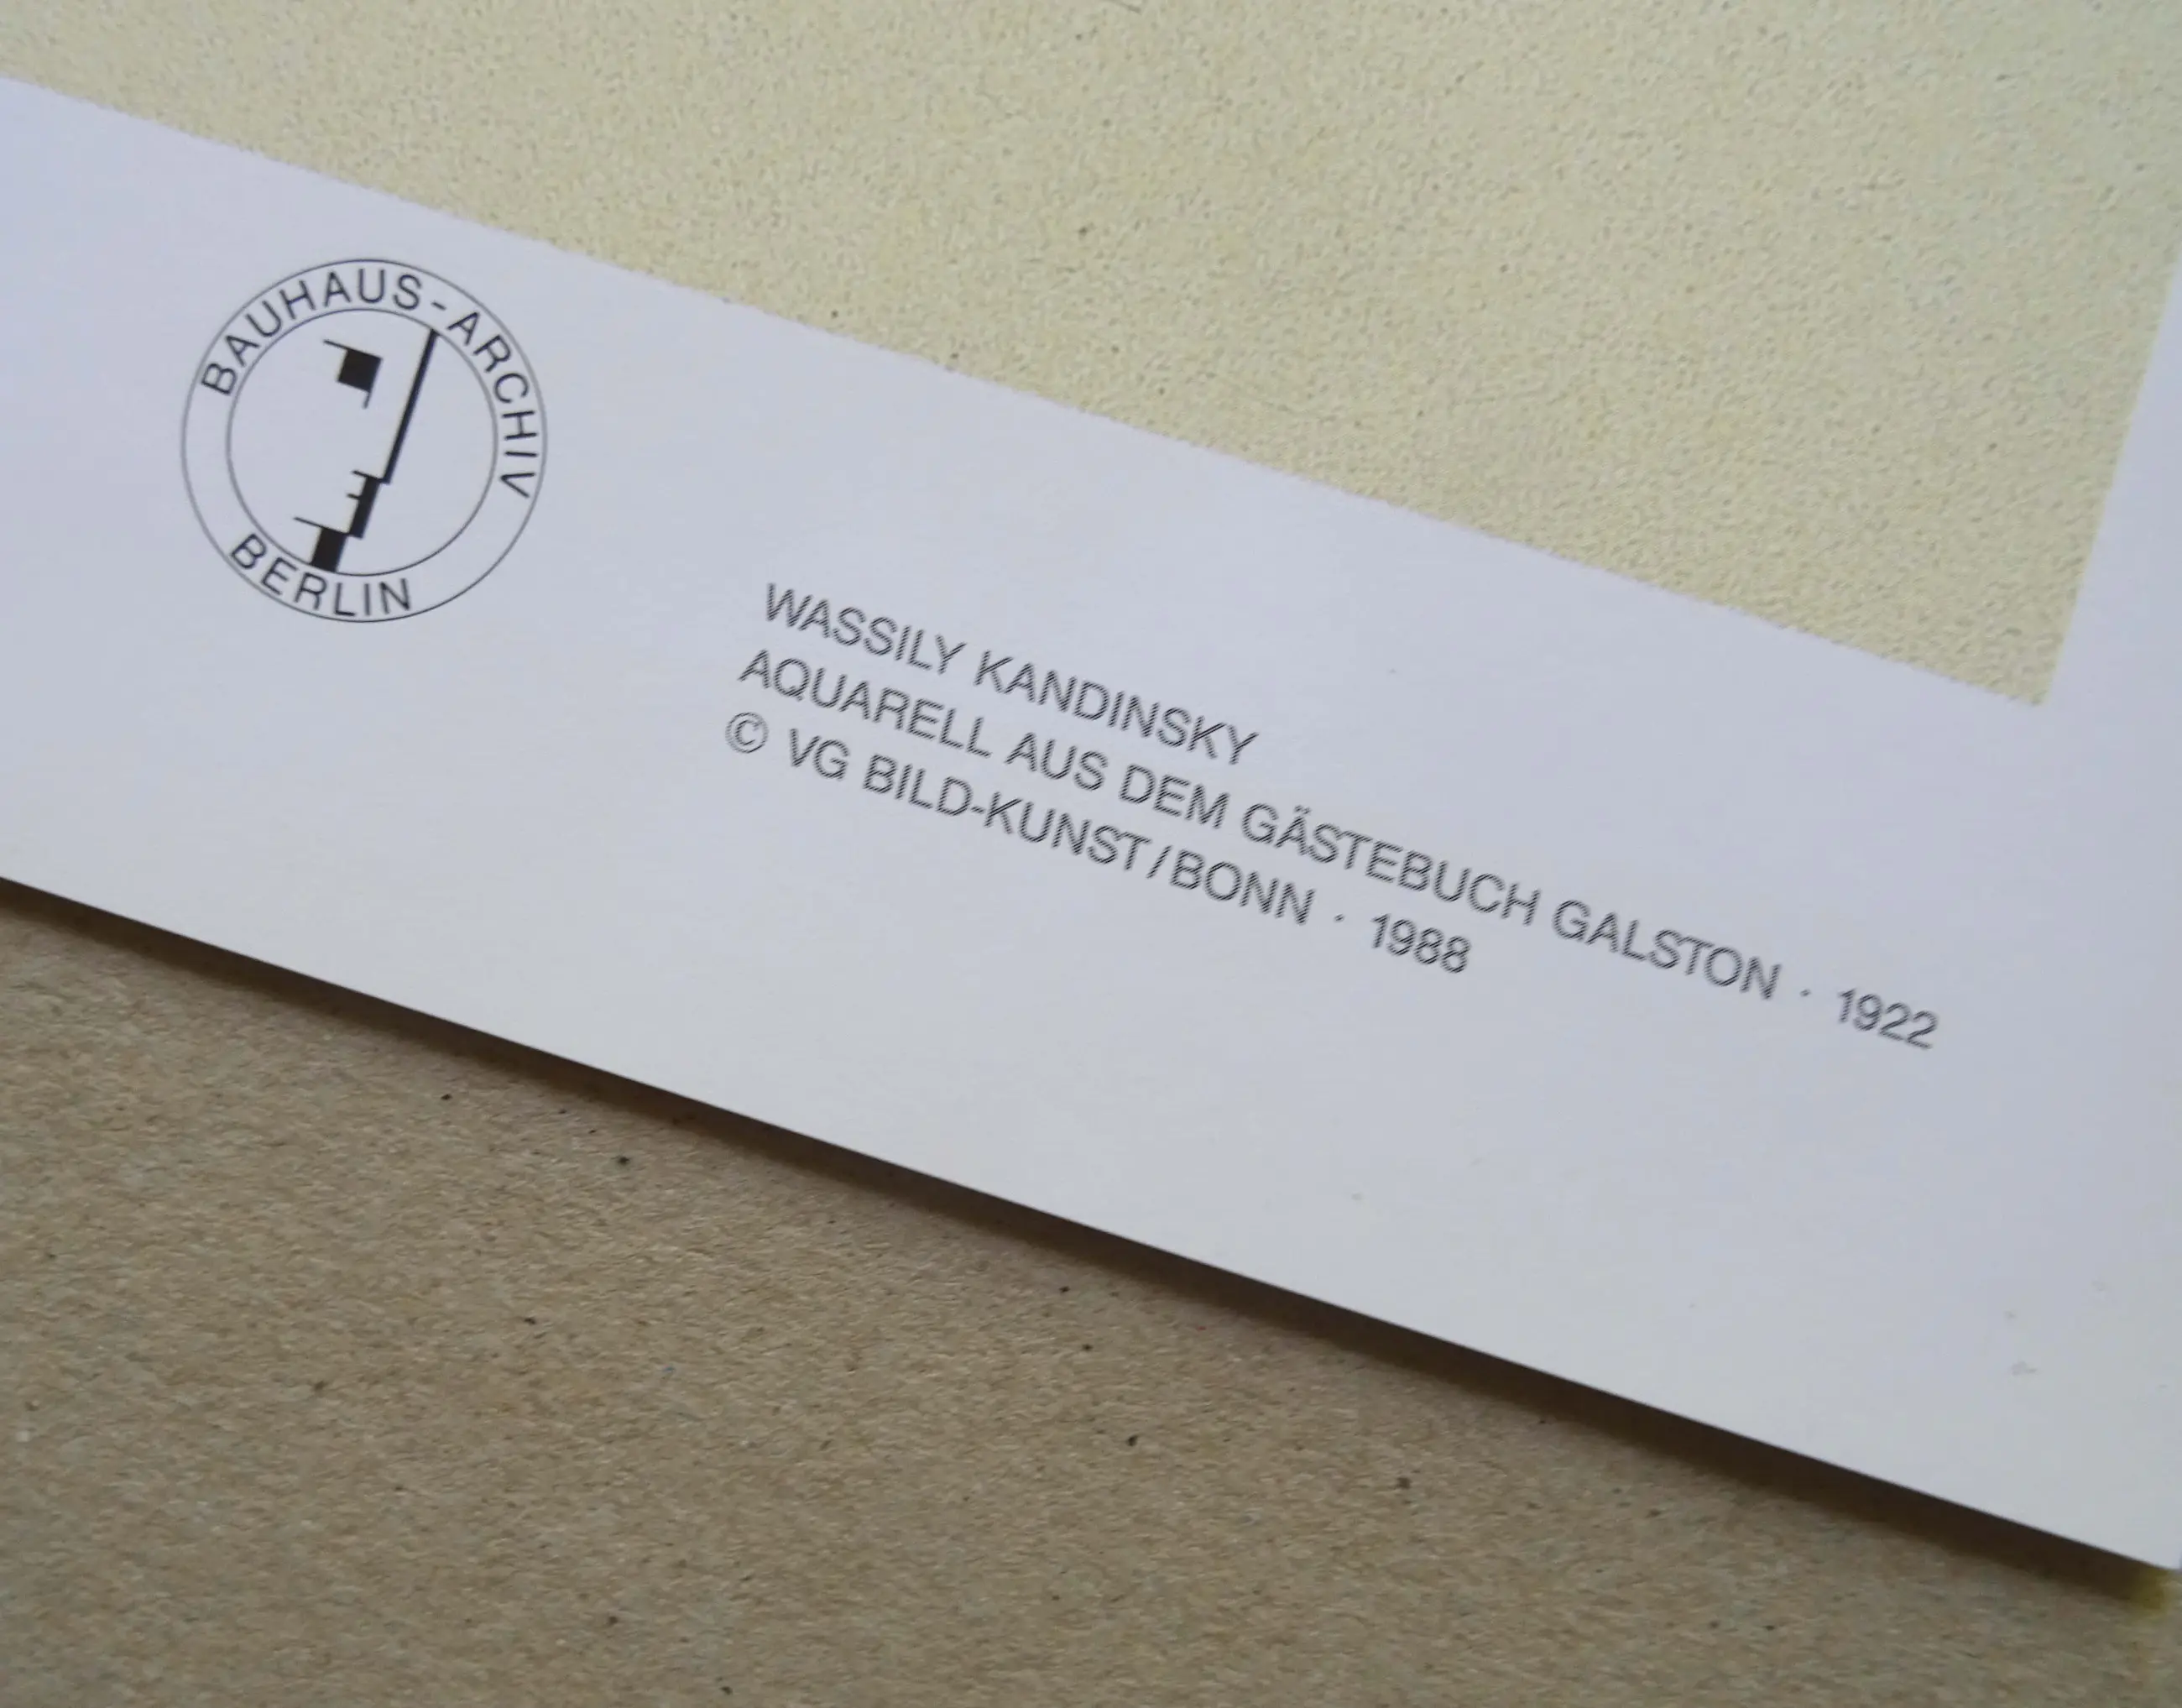 BAUHAUS-ARCHIV
BERLIN
WASSILY KANDINSKY
AQUARELL AUS DEM GÄSTEBUCH GALSTON · 1922
© VG BILD-KUNST/BONN · 1988